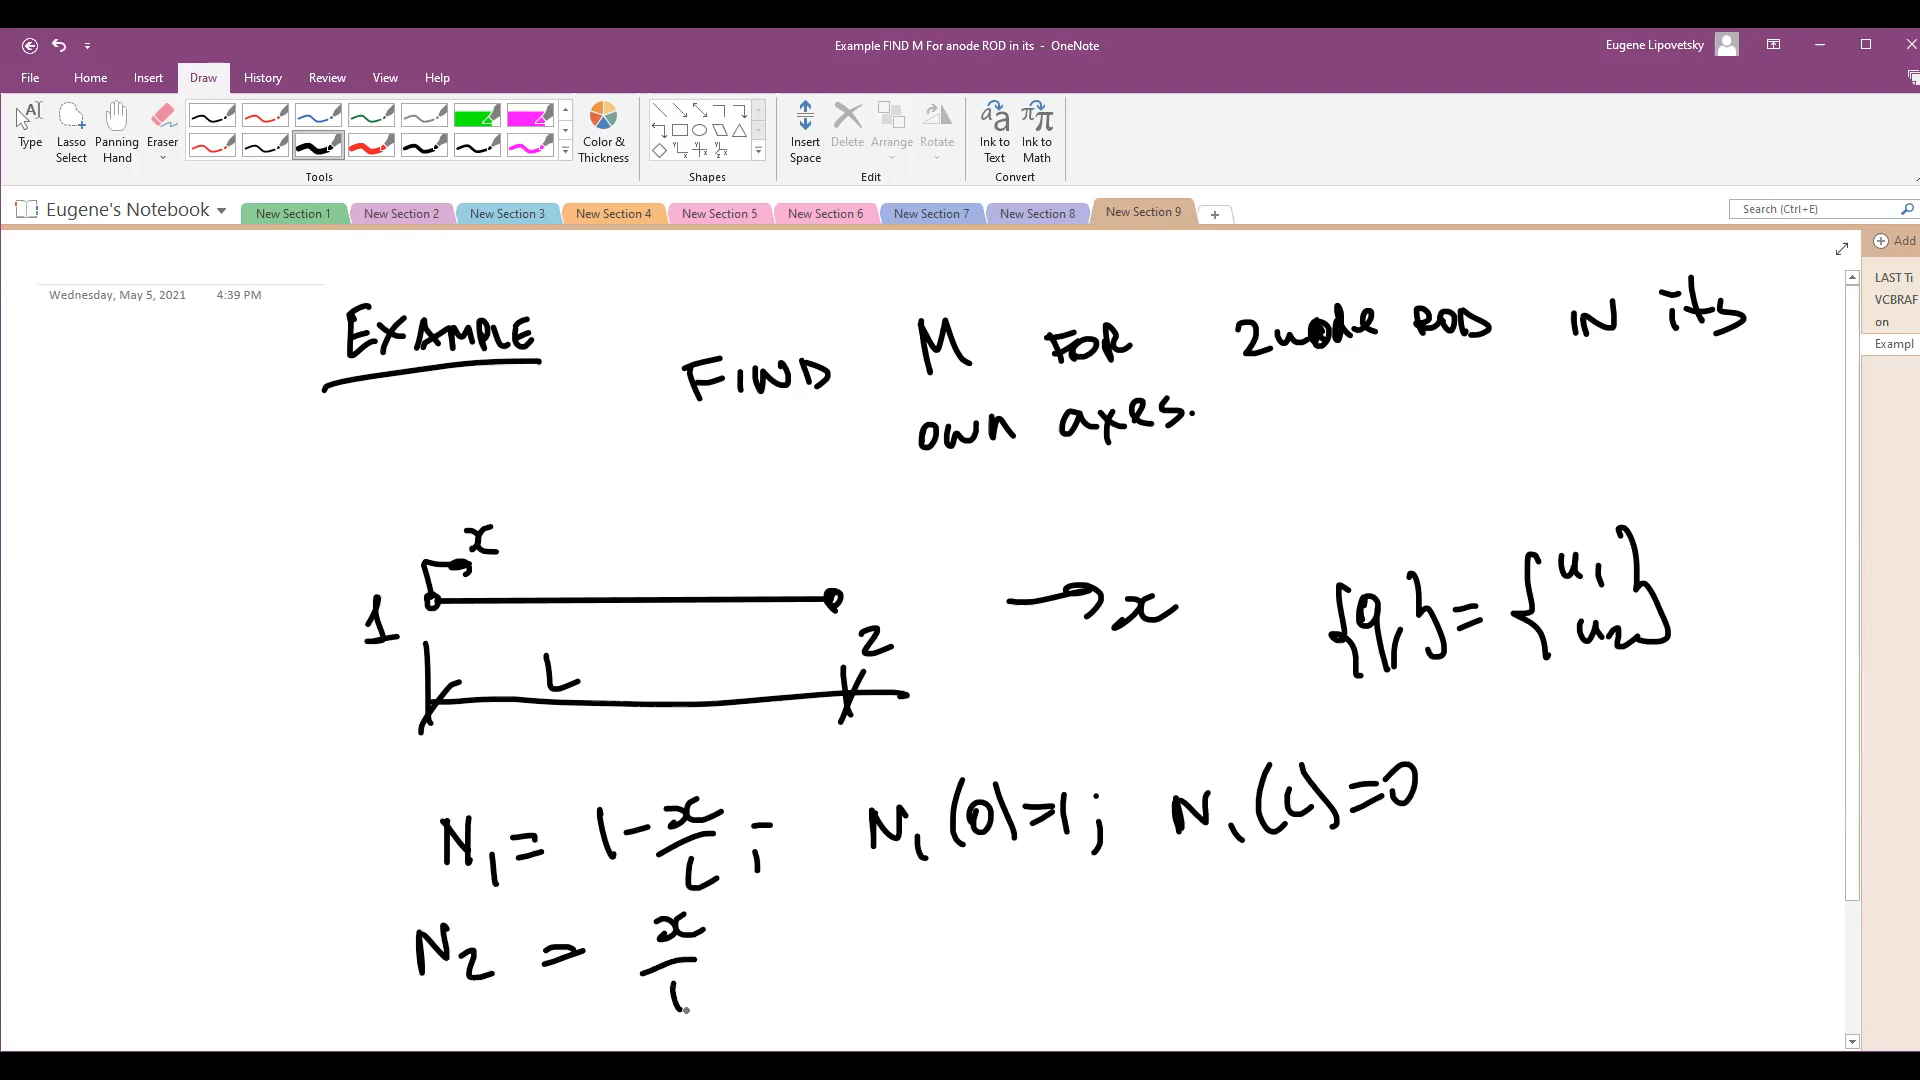 Example FIND M For anode ROD in its - OneNote
Eugene Lipovetsky
File Home Insert Draw History Review View Help
Type
Lasso Select
Panning Hand
Eraser
Color & Thickness
Insert Space
Delete
Arrange
Rotate
Ink to Text
Ink to Math
Tools
Shapes
Edit
Convert
Eugene's Notebook
New Section 1
New Section 2
New Section 3
New Section 4
New Section 5
New Section 6
New Section 7
New Section 8
New Section 9
Search (Ctrl+E)
Add
LAST Ti
VCBRAF
on
Exampl
Wednesday, May 5, 2021 4:39 PM
EXAMPLE FIND M FOR 2node ROD IN its
own axes.
x
1
2
L
→ x
{q} = {u1 u2}
N1 = 1 - x/L ; N1(0) = 1; N1(L) = 0
N2 = x/